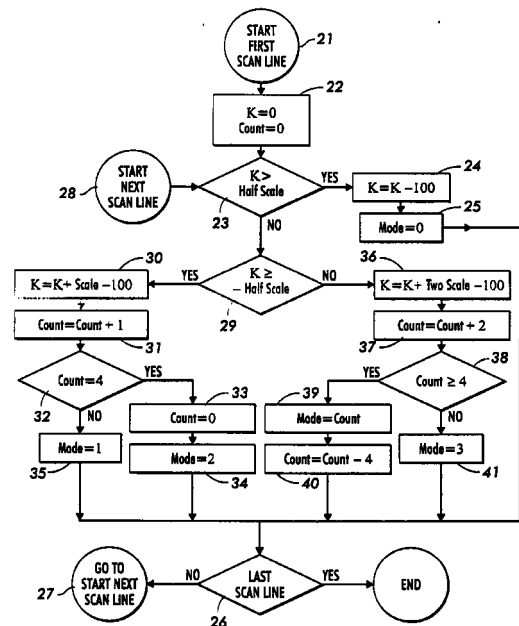 START
FIRST
SCAN LINE
21
22
K=0
Count=0
START
NEXT
SCAN LINE
28
K>
Half Scale
23
YES
NO
24
K=K-100
25
Mode=0
30
K=K+ Scale -100
YES
K ≥
- Half Scale
29
NO
36
K=K+ Two Scale -100
Count=Count + 1
31
Count=Count + 2
37
38
Count=4
32
YES
NO
33
Count=0
39
Mode=Count
YES
Count ≥ 4
NO
Mode=1
35
Mode=2
34
Count=Count - 4
40
Mode=3
41
GO TO
START NEXT
SCAN LINE
27
NO
LAST
SCAN LINE
26
YES
END